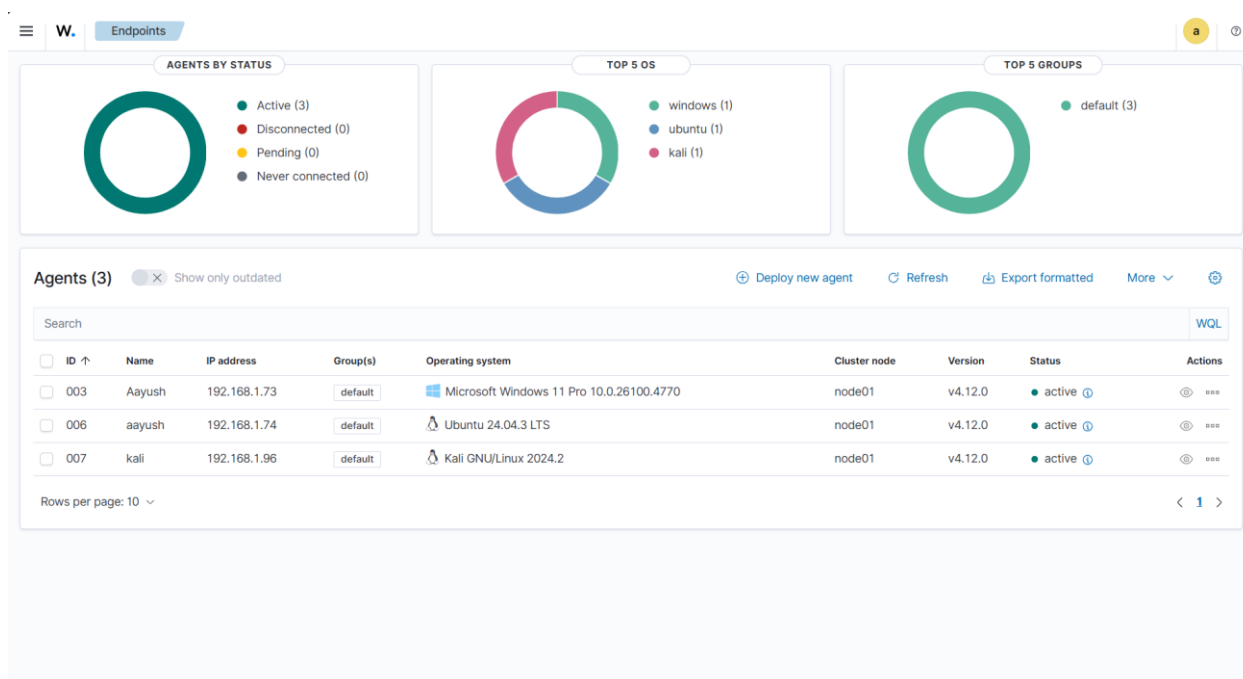 W. Endpoints a
AGENTS BY STATUS
Active (3)
Disconnected (0)
Pending (0)
Never connected (0)
TOP 5 OS
windows (1)
ubuntu (1)
kali (1)
TOP 5 GROUPS
default (3)
Agents (3) Show only outdated Deploy new agent Refresh Export formatted More
Search WQL
ID Name IP address Group(s) Operating system Cluster node Version Status Actions
003 Aayush 192.168.1.73 default Microsoft Windows 11 Pro 10.0.26100.4770 node01 v4.12.0 active
006 aayush 192.168.1.74 default Ubuntu 24.04.3 LTS node01 v4.12.0 active
007 kali 192.168.1.96 default Kali GNU/Linux 2024.2 node01 v4.12.0 active
Rows per page: 10 1